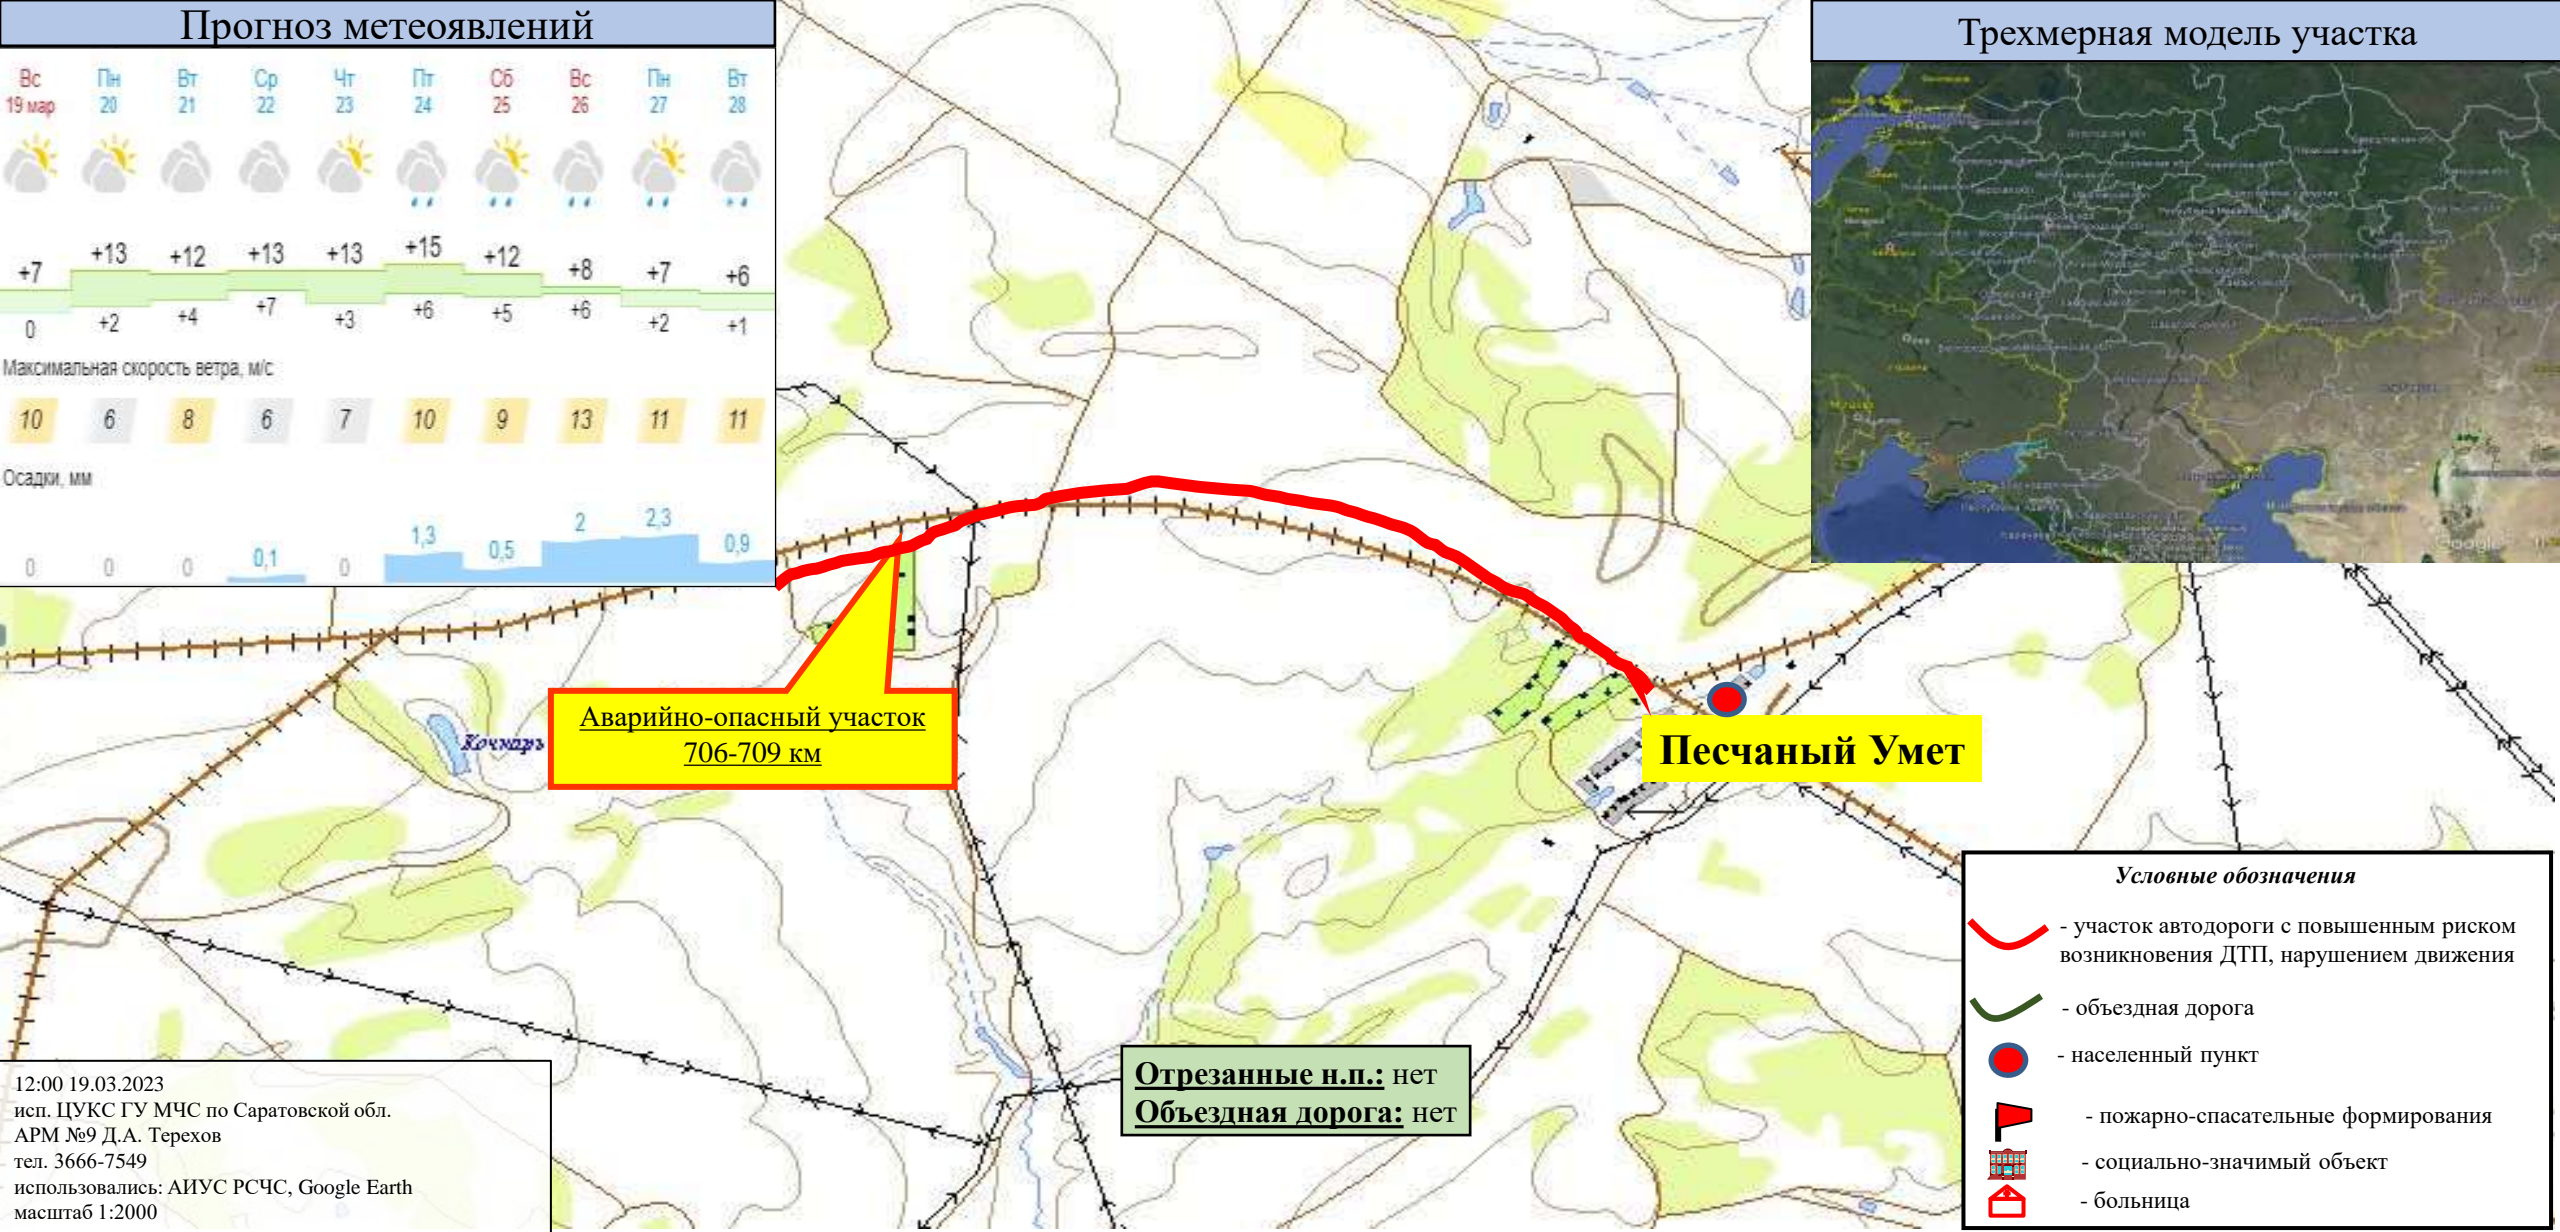 Прогноз метеоявлений
Вс Пн Вт Ср Чт Пт Сб Вс Пн Вт
19 мар 20 21 22 23 24 25 26 27 28
+7 +13 +12 +13 +13 +15 +12 +8 +7 +6
0 +2 +4 +7 +3 +6 +5 +6 +2 +1
Максимальная скорость ветра, м/с
10 6 8 6 7 10 9 13 11 11
Осадки, мм
0 0 0 0,1 0 1,3 0,5 2 2,3 0,9
Трехмерная модель участка
Google
Аварийно-опасный участок
706-709 км
Кочкарь
Песчаный Умет
Отрезанные н.п.: нет
Объездная дорога: нет
12:00 19.03.2023
исп. ЦУКС ГУ МЧС по Саратовской обл.
АРМ №9 Д.А. Терехов
тел. 3666-7549
использовались: АИУС РСЧС, Google Earth
масштаб 1:2000
Условные обозначения
- участок автодороги с повышенным риском
возникновения ДТП, нарушением движения
- объездная дорога
- населенный пункт
- пожарно-спасательные формирования
- социально-значимый объект
- больница